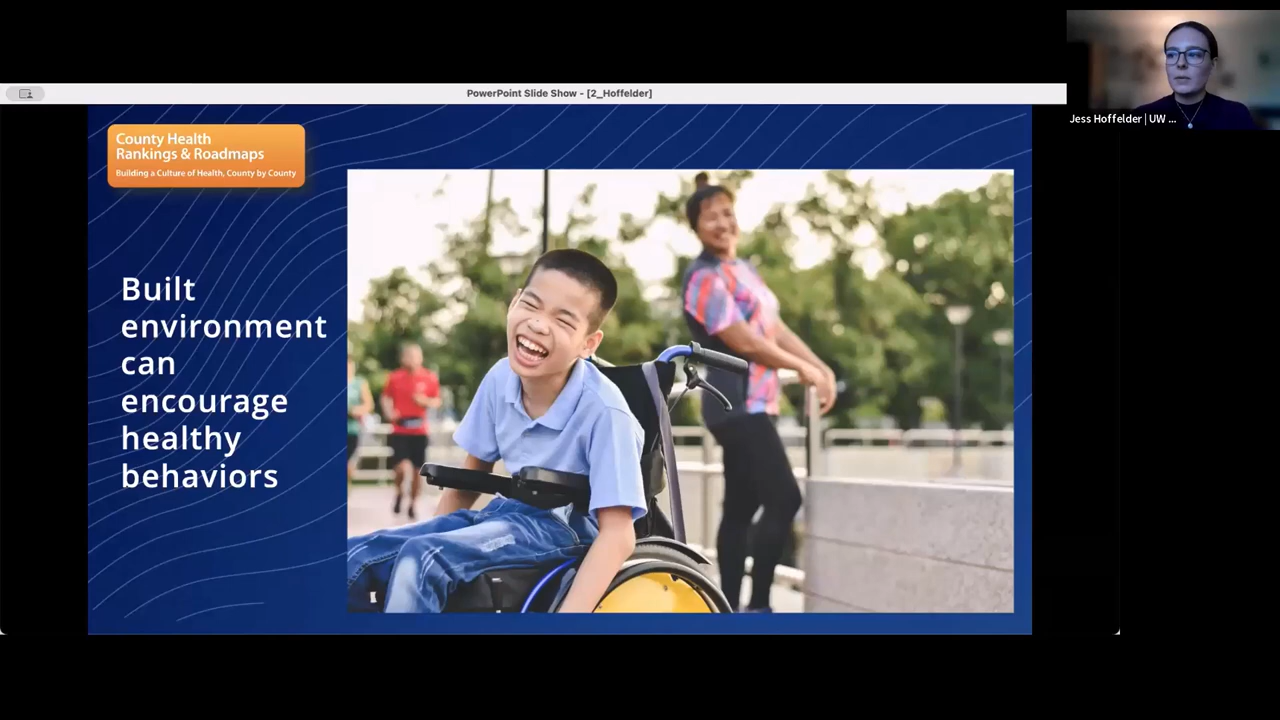 PowerPoint Slide Show - [2_Hoffelder]
Jess Hoffelder | UW ...
County Health
Rankings & Roadmaps
Building a Culture of Health, County by County
Built
environment
can
encourage
healthy
behaviors